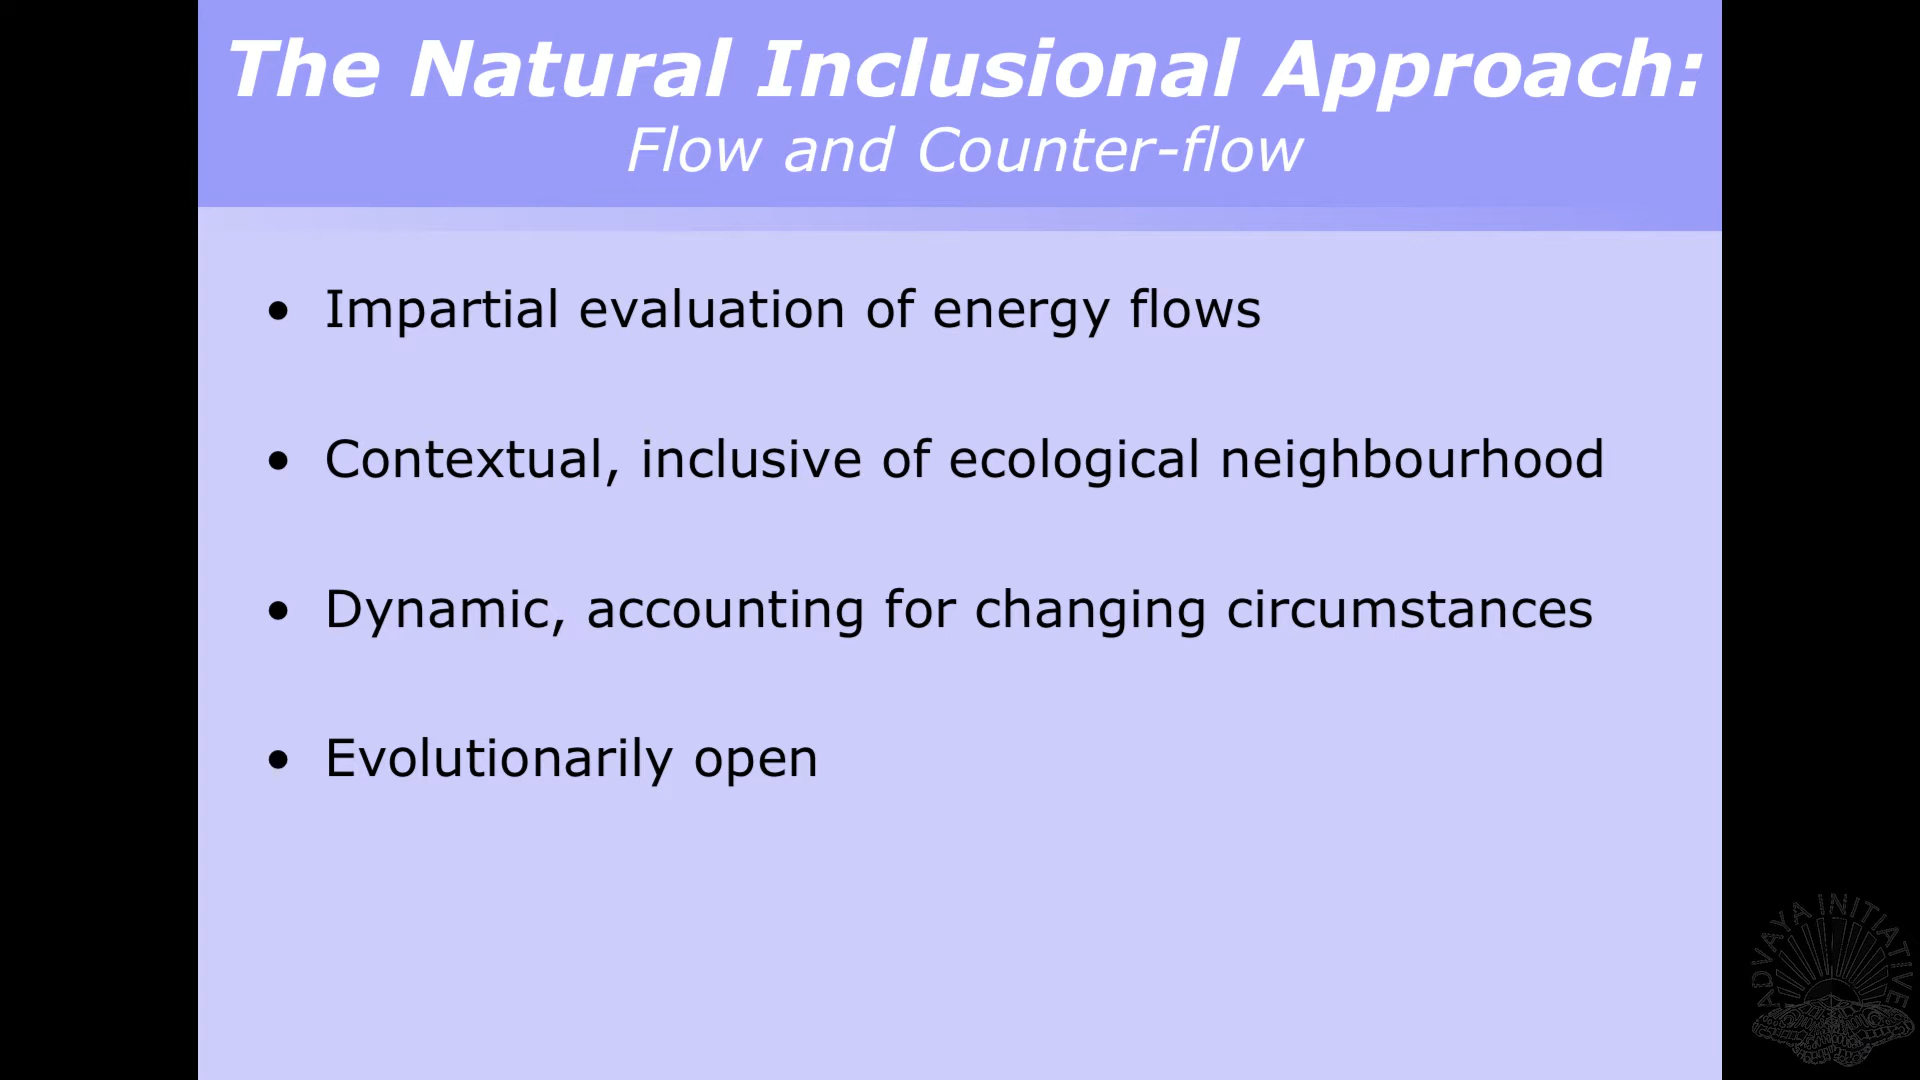 The Natural Inclusional Approach:
Flow and Counter-flow
• Impartial evaluation of energy flows
• Contextual, inclusive of ecological neighbourhood
• Dynamic, accounting for changing circumstances
• Evolutionarily open
ADVAYA INITIATIVE